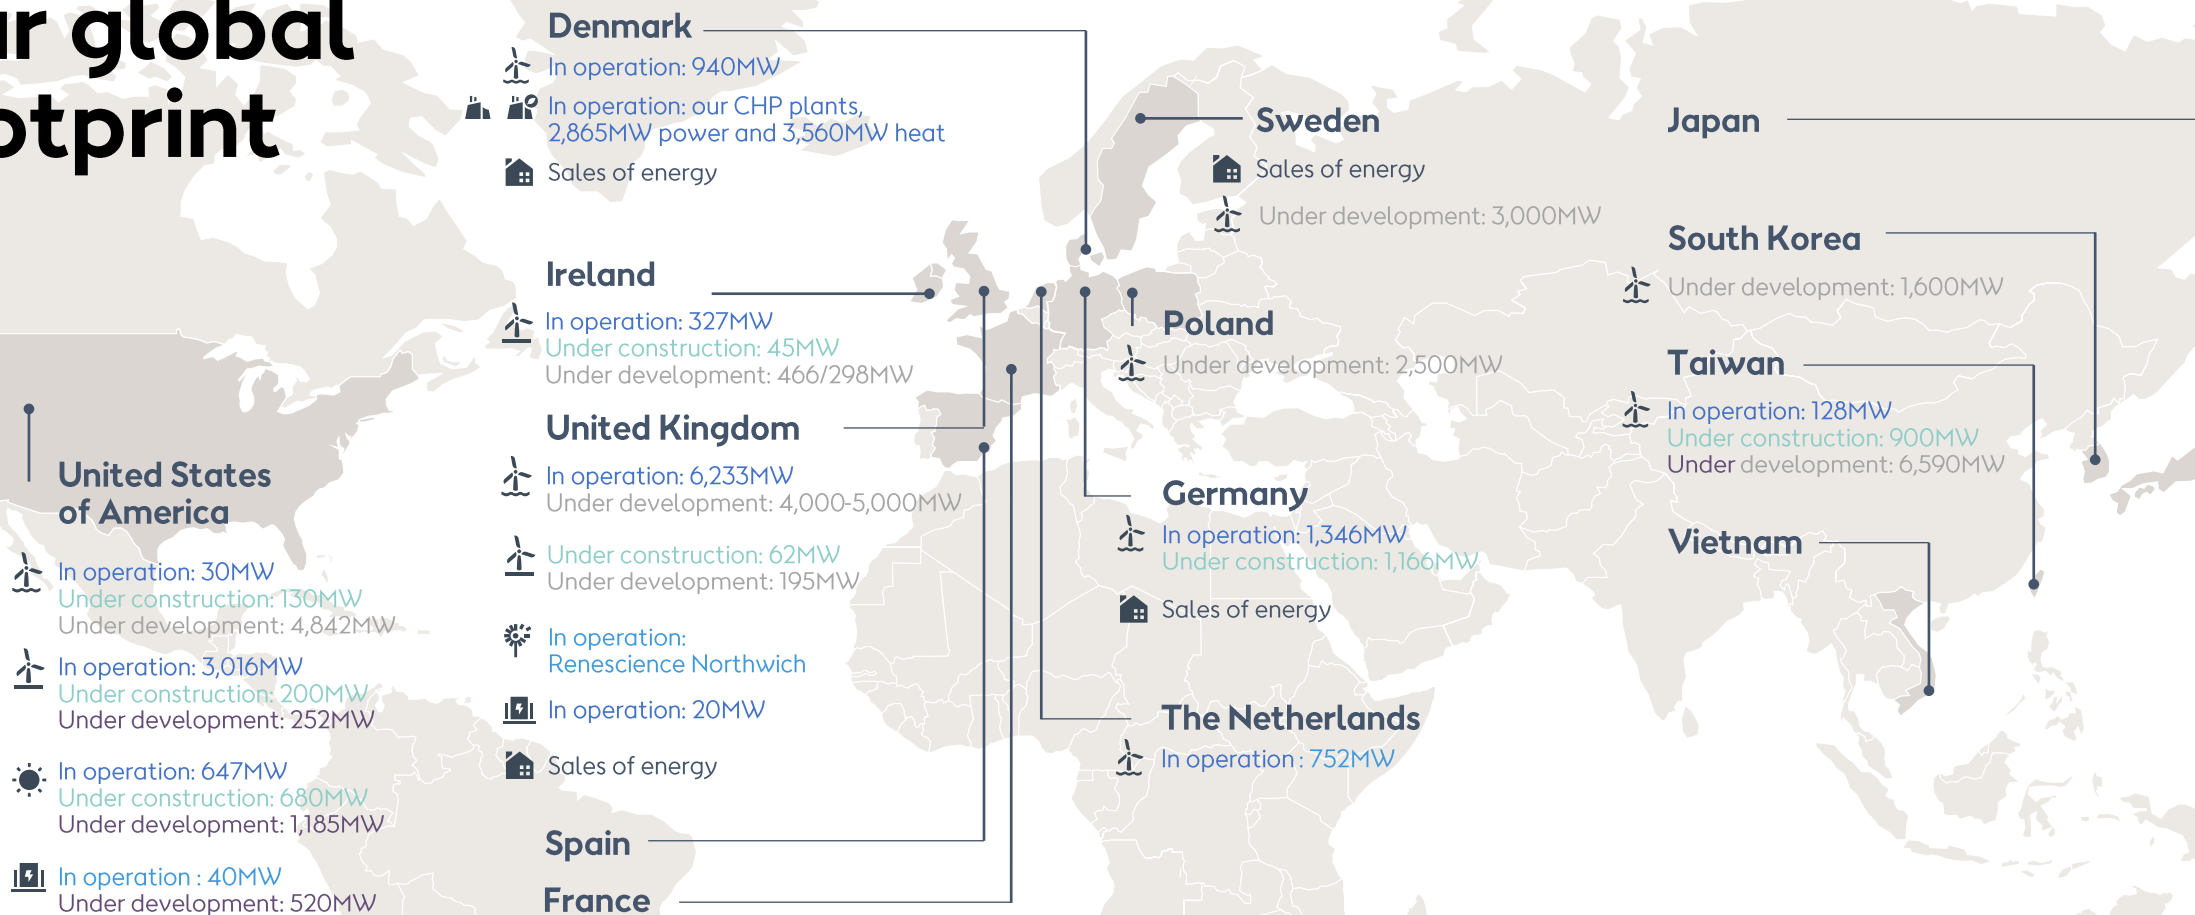 ur global
otprint
Denmark
In operation: 940MW
In operation: our CHP plants,
2,865MW power and 3,560MW heat
Sales of energy
Ireland
In operation: 327MW
Under construction: 45MW
Under development: 466/298MW
United Kingdom
In operation: 6,233MW
Under development: 4,000-5,000MW
Under construction: 62MW
Under development: 195MW
In operation:
Renescience Northwich
In operation: 20MW
Sales of energy
Spain
France
United States
of America
In operation: 30MW
Under construction: 130MW
Under development: 4,842MW
In operation: 3,016MW
Under construction: 200MW
Under development: 252MW
In operation: 647MW
Under construction: 680MW
Under development: 1,185MW
In operation : 40MW
Under development: 520MW
Sweden
Sales of energy
Under development: 3,000MW
Poland
Under development: 2,500MW
Germany
In operation: 1,346MW
Under construction: 1,166MW
Sales of energy
The Netherlands
In operation : 752MW
Japan
South Korea
Under development: 1,600MW
Taiwan
In operation: 128MW
Under construction: 900MW
Under development: 6,590MW
Vietnam